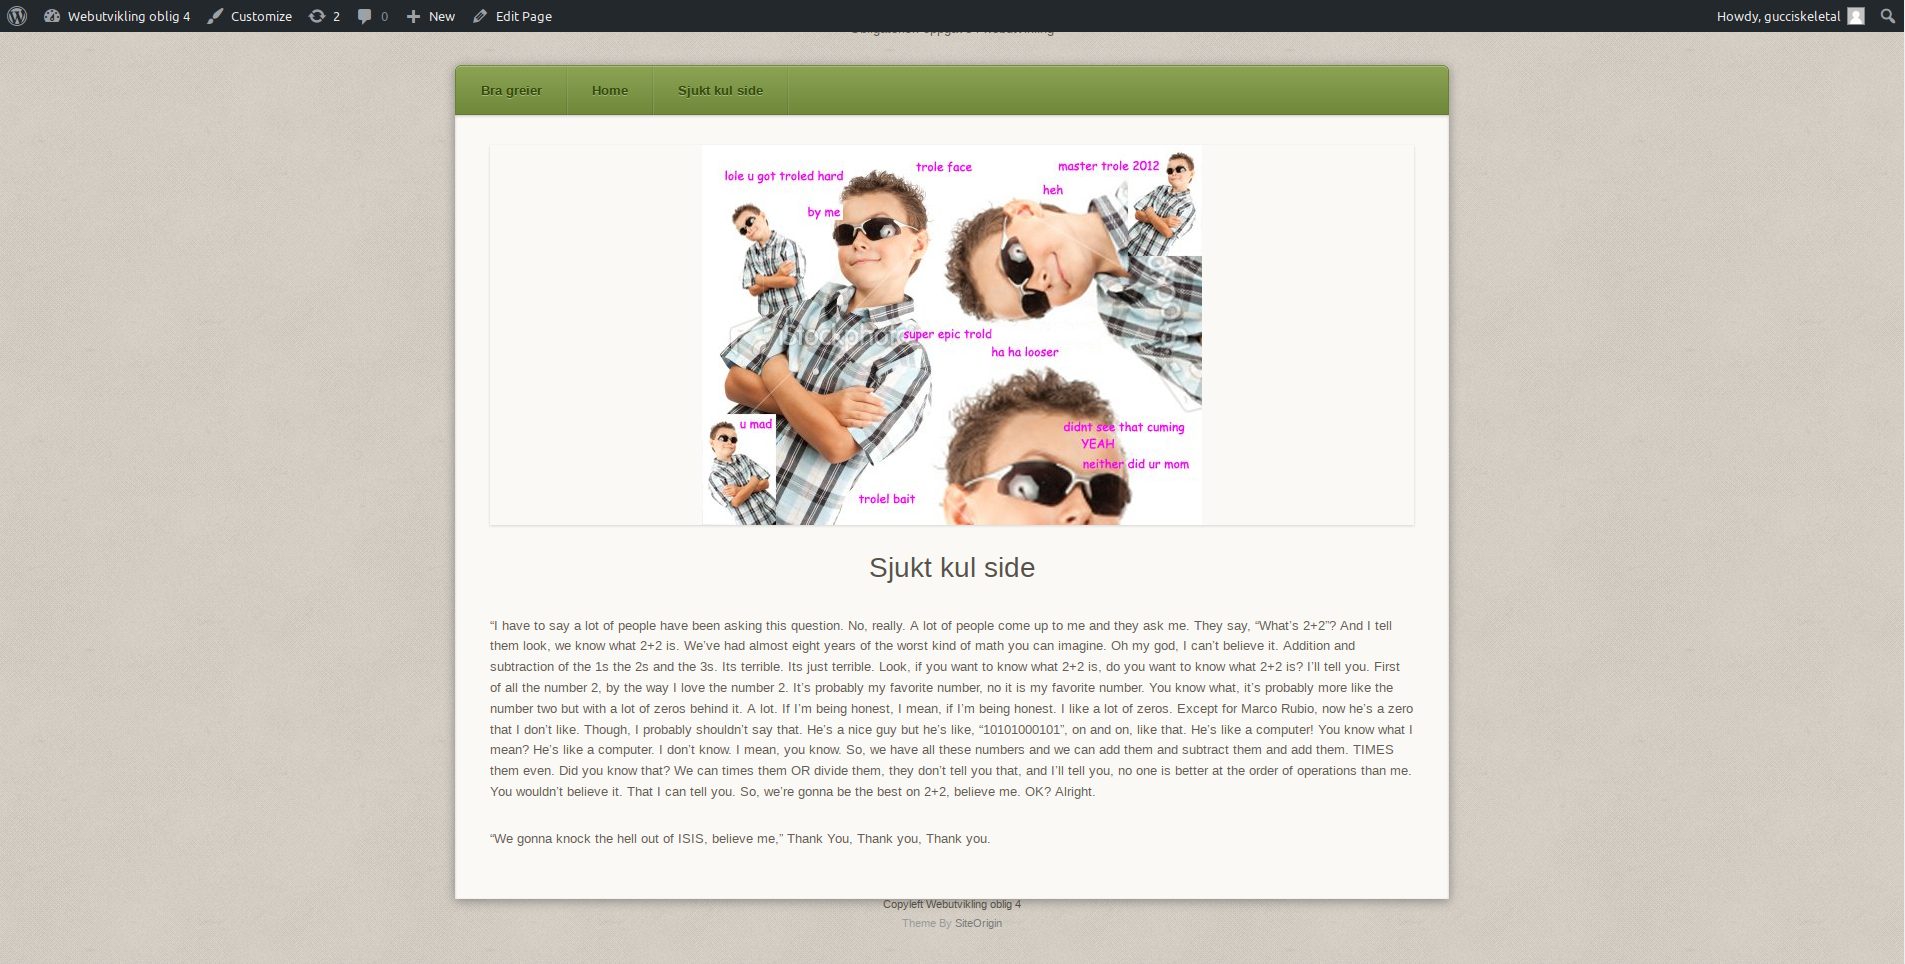 Webutvikling oblig 4 Customize 2 0 New Edit Page Howdy, gucciskeletal
Bra greier Home Sjukt kul side
lole u got troled hard
by me
trole face
master trole 2012
heh
iStockphoto
super epic trold
ha ha looser
u mad
didnt see that cuming
YEAH
neither did ur mom
trolel bait
Sjukt kul side
“I have to say a lot of people have been asking this question. No, really. A lot of people come up to me and they ask me. They say, “What’s 2+2”? And I tell
them look, we know what 2+2 is. We’ve had almost eight years of the worst kind of math you can imagine. Oh my god, I can’t believe it. Addition and
subtraction of the 1s the 2s and the 3s. Its terrible. Its just terrible. Look, if you want to know what 2+2 is, do you want to know what 2+2 is? I’ll tell you. First
of all the number 2, by the way I love the number 2. It’s probably my favorite number, no it is my favorite number. You know what, it’s probably more like the
number two but with a lot of zeros behind it. A lot. If I’m being honest, I mean, if I’m being honest. I like a lot of zeros. Except for Marco Rubio, now he’s a zero
that I don’t like. Though, I probably shouldn’t say that. He’s a nice guy but he’s like, “10101000101”, on and on, like that. He’s like a computer! You know what I
mean? He’s like a computer. I don’t know. I mean, you know. So, we have all these numbers and we can add them and subtract them and add them. TIMES
them even. Did you know that? We can times them OR divide them, they don’t tell you that, and I’ll tell you, no one is better at the order of operations than me.
You wouldn’t believe it. That I can tell you. So, we’re gonna be the best on 2+2, believe me. OK? Alright.
“We gonna knock the hell out of ISIS, believe me,” Thank You, Thank you, Thank you.
Copyleft Webutvikling oblig 4
Theme By SiteOrigin